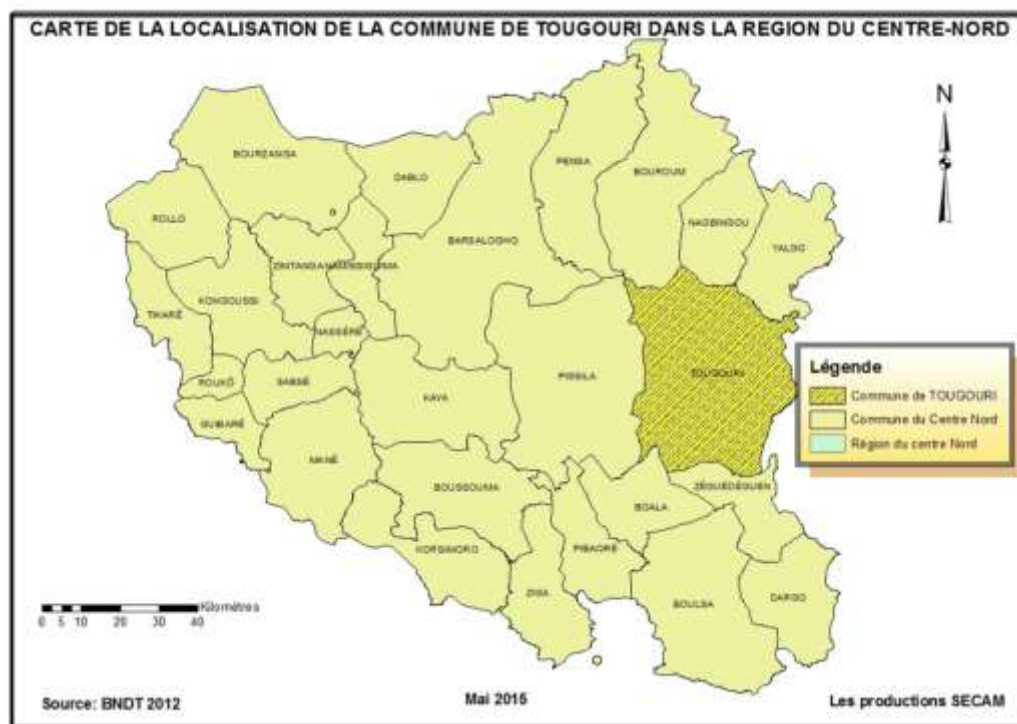 CARTE DE LA LOCALISATION DE LA COMMUNE DE TOUGOURI DANS LA REGION DU CENTRE-NORD
N
BOURZANGA
DABLO
PENSA
BOUROUM
NAGBINGOU
YALGO
ROLLO
BARSALOGHO
ZINTANGA
NAMISSIGUIMA
TIKARÉ
KONGOUSSI
NASSÉRÉ
ROUKO
SABSÉ
GUIBARÉ
KAYA
PISSILA
TOUGOURI
MANÉ
BOUSSOUMA
BOALA
ZÉGUÉDÉGUEN
KORSIMORO
ZIGA
PIBAORÉ
BOULSA
DARGO
Légende
Commune de TOUGOURI
Commune du Centre Nord
Région du centre Nord
Kilomètres
0 5 10 20 30 40
Source: BNDT 2012
Mai 2015
Les productions SECAM